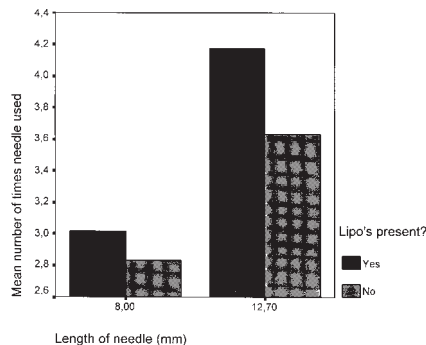 Mean number of times needle used
4,4
4,2
4,0
3,8
3,6
3,4
3,2
3,0
2,8
2,6
8,00
12,70
Length of needle (mm)
Lipo's present?
Yes
No